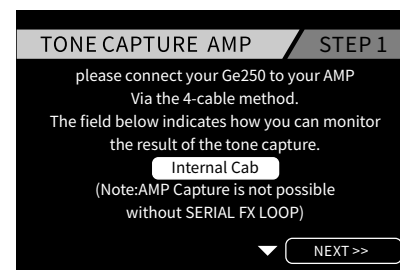 TONE CAPTURE AMP
STEP 1
please connect your Ge250 to your AMP
Via the 4-cable method.
The field below indicates how you can monitor
the result of the tone capture.
Internal Cab
(Note:AMP Capture is not possible
without SERIAL FX LOOP)
NEXT >>